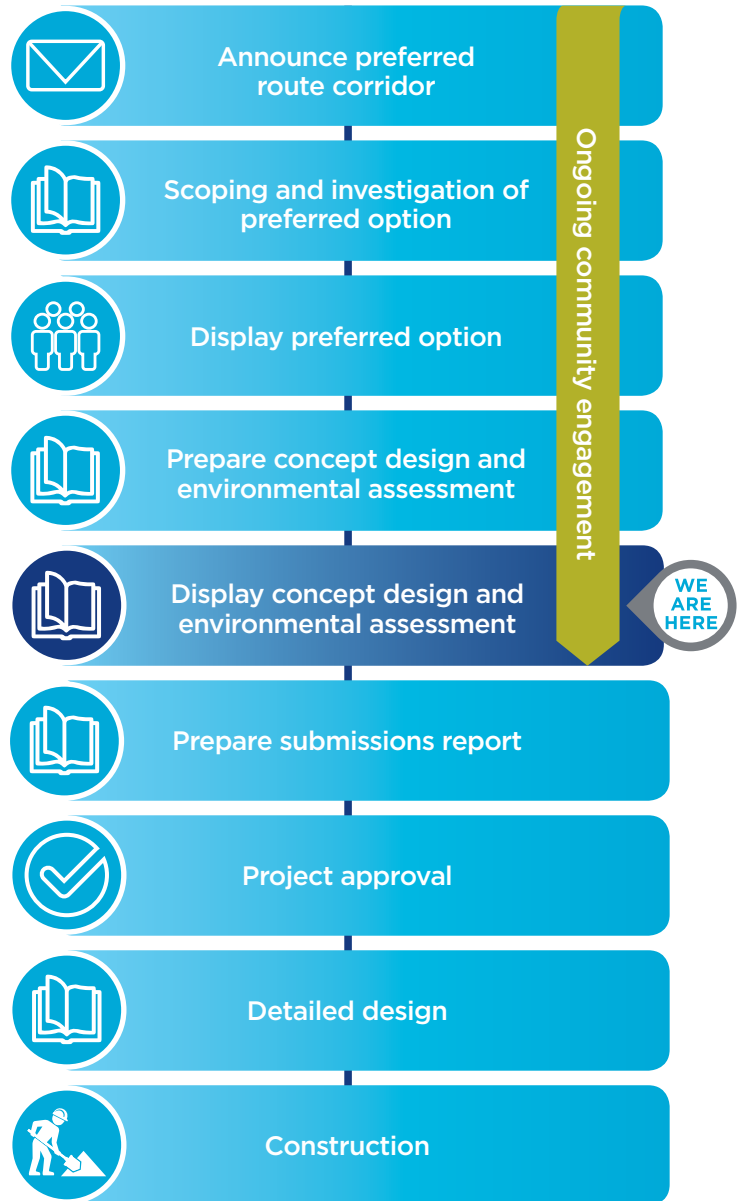 Announce preferred
route corridor
Scoping and investigation of
preferred option
Display preferred option
Prepare concept design and
environmental assessment
Display concept design and
environmental assessment
Prepare submissions report
Project approval
Detailed design
Construction
Ongoing community engagement
WE
ARE
HERE